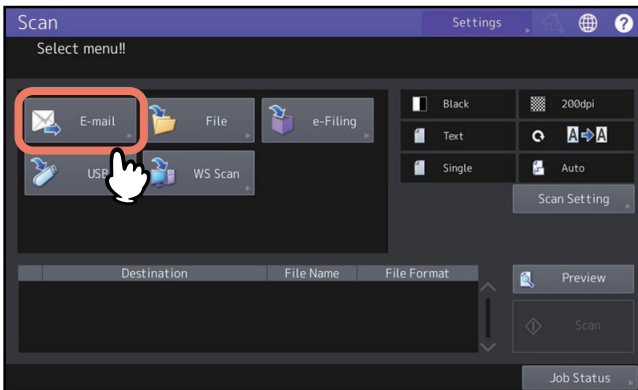 Scan
Settings
?
Select menu!!
E-mail
File
e-Filing
USB
WS Scan
Black
200dpi
Text
A A
Single
Auto
Scan Setting
Destination File Name File Format
Preview
Scan
Job Status